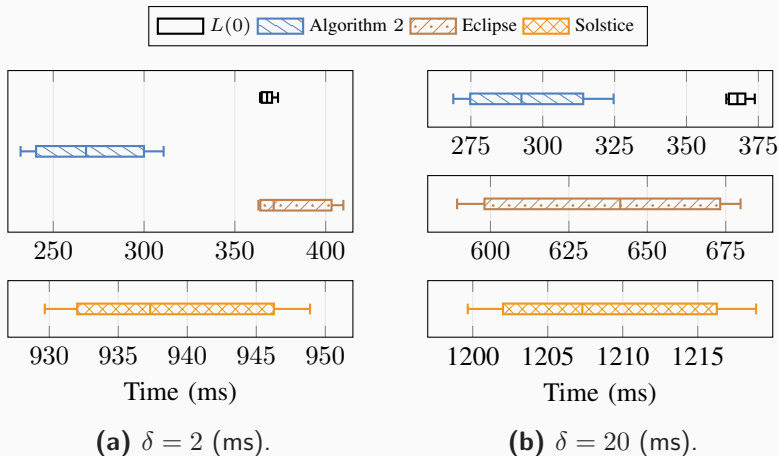 L(0) Algorithm 2 Eclipse Solstice
275 300 325 350 375
250 300 350 400
600 625 650 675
930 935 940 945 950
1200 1205 1210 1215
Time (ms)
Time (ms)
(a) δ = 2 (ms).
(b) δ = 20 (ms).